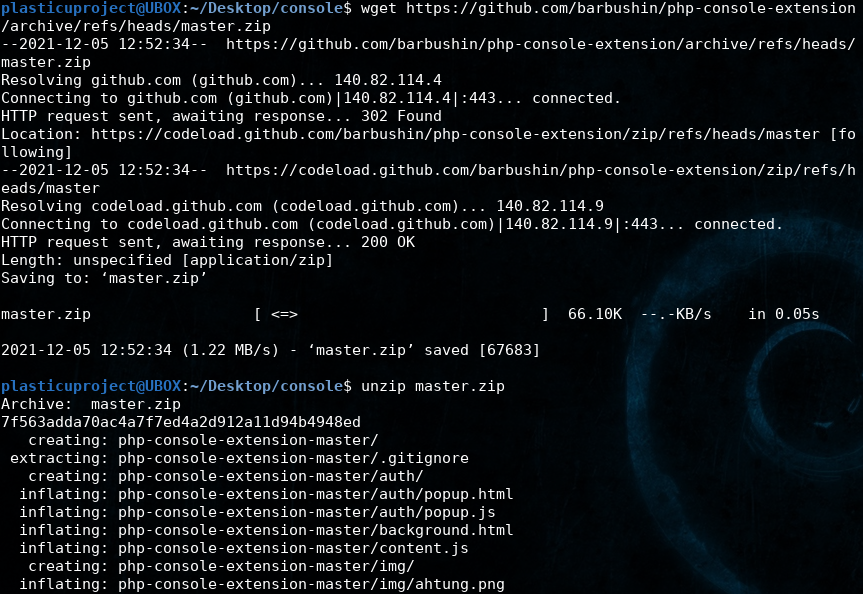 plasticuproject@UBOX:~/Desktop/console$ wget https://github.com/barbushin/php-console-extension
/archive/refs/heads/master.zip
--2021-12-05 12:52:34--  https://github.com/barbushin/php-console-extension/archive/refs/heads/
master.zip
Resolving github.com (github.com)... 140.82.114.4
Connecting to github.com (github.com)|140.82.114.4|:443... connected.
HTTP request sent, awaiting response... 302 Found
Location: https://codeload.github.com/barbushin/php-console-extension/zip/refs/heads/master [fo
llowing]
--2021-12-05 12:52:34--  https://codeload.github.com/barbushin/php-console-extension/zip/refs/h
eads/master
Resolving codeload.github.com (codeload.github.com)... 140.82.114.9
Connecting to codeload.github.com (codeload.github.com)|140.82.114.9|:443... connected.
HTTP request sent, awaiting response... 200 OK
Length: unspecified [application/zip]
Saving to: ‘master.zip’

master.zip                  [ <=>                           ]  66.10K  --.-KB/s    in 0.05s

2021-12-05 12:52:34 (1.22 MB/s) - ‘master.zip’ saved [67683]

plasticuproject@UBOX:~/Desktop/console$ unzip master.zip
Archive:  master.zip
7f563adda70ac4a7f7ed4a2d912a11d94b4948ed
   creating: php-console-extension-master/
 extracting: php-console-extension-master/.gitignore
   creating: php-console-extension-master/auth/
  inflating: php-console-extension-master/auth/popup.html
  inflating: php-console-extension-master/auth/popup.js
  inflating: php-console-extension-master/background.html
  inflating: php-console-extension-master/content.js
   creating: php-console-extension-master/img/
  inflating: php-console-extension-master/img/ahtung.png